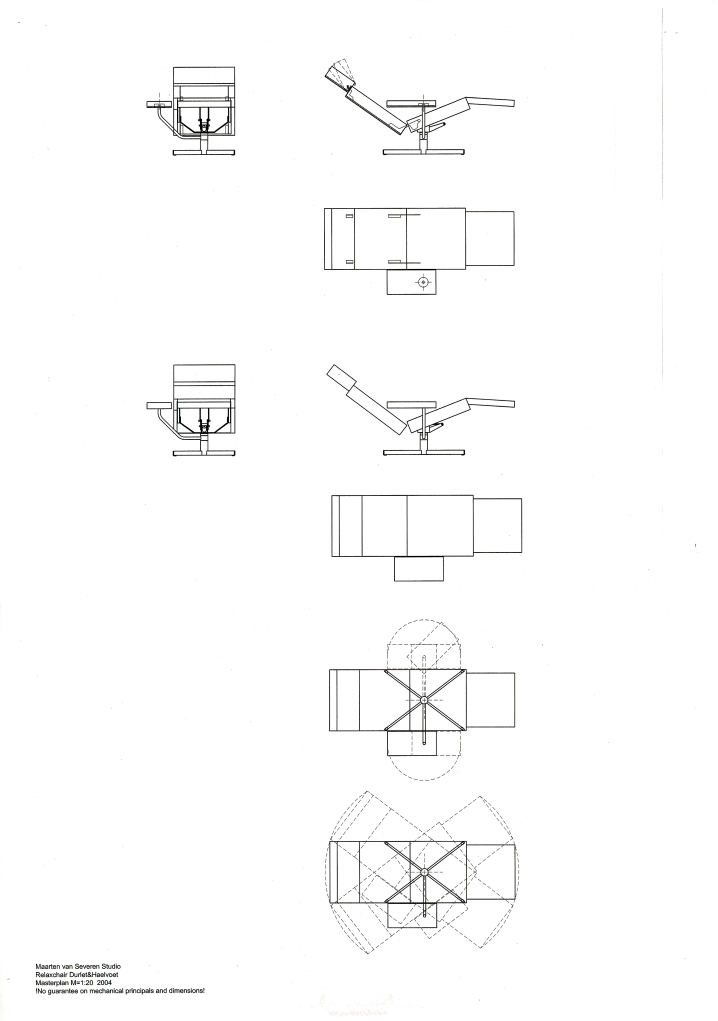 Maarten van Severen Studio
Relaxchair Durlet&Haelvoet
Masterplan M=1:20 2004
!No guarantee on mechanical principals and dimensions!